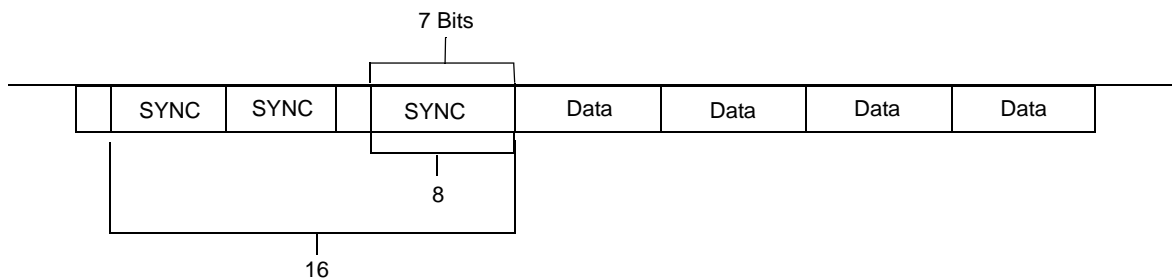 7 Bits
SYNC SYNC SYNC Data Data Data Data
8
16